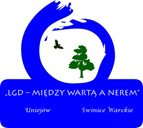 „LGD – MIĘDZY WARTĄ A NEREM”
Uniejów Świnice Warckie